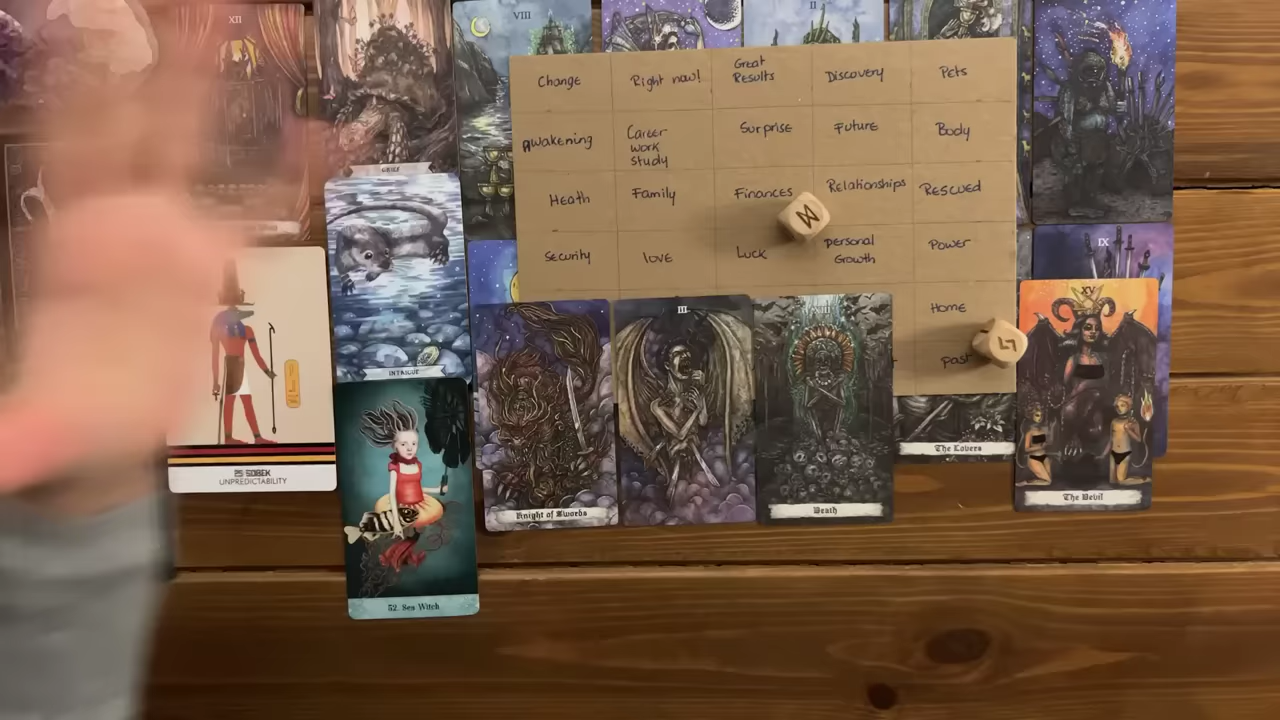 XII
VIII
II
Change
Right now!
Great
Results
Discovery
Pets
Awakening
Career
work
study
Surprise
Future
Body
GRIEF
Heath
Family
Finances
Relationships
RESCUED
Security
love
Luck
personal
Growth
Power
IX
XV
III
XIII
Home
past
INTRIGUE
The Lovers
25 SOBEK
UNPREDICTABILITY
Knight of Swords
Death
The Devil
52. Sea Witch